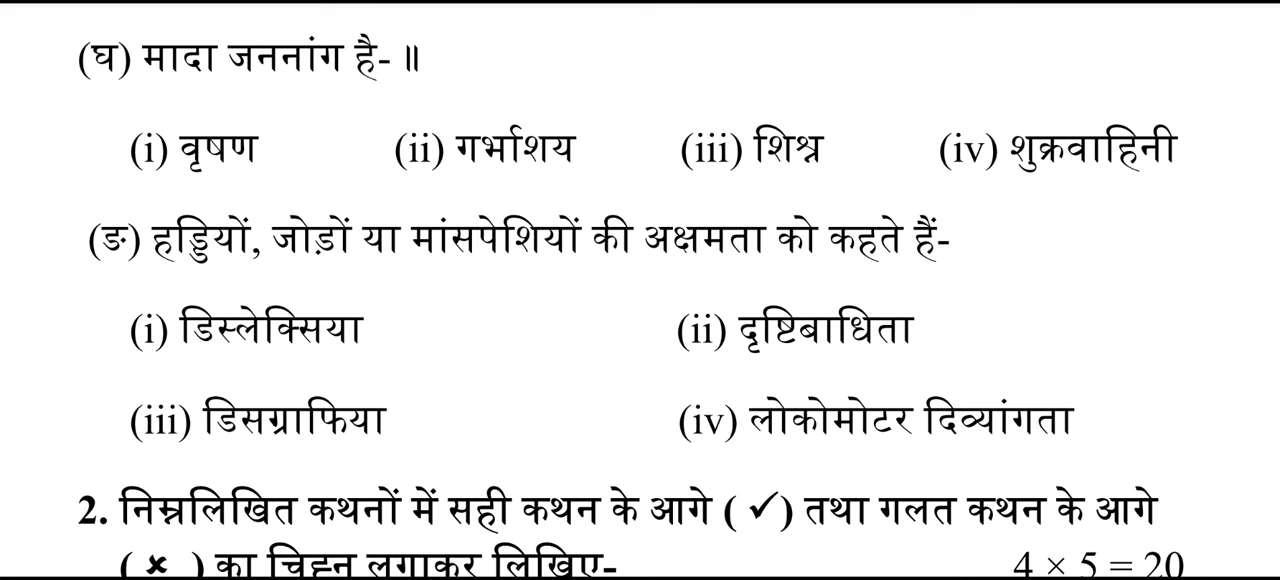 (घ) मादा जननांग है- ॥
(i) वृषण (ii) गर्भाशय (iii) शिश्न (iv) शुक्रवाहिनी
(ङ) हड्डियों, जोड़ों या मांसपेशियों की अक्षमता को कहते हैं-
(i) डिस्लेक्सिया (ii) दृष्टिबाधिता
(iii) डिसग्राफिया (iv) लोकोमोटर दिव्यांगता
2. निम्नलिखित कथनों में सही कथन के आगे ( ✓) तथा गलत कथन के आगे
( × ) का चिह्न लगाकर लिखिए- 4 × 5 = 20